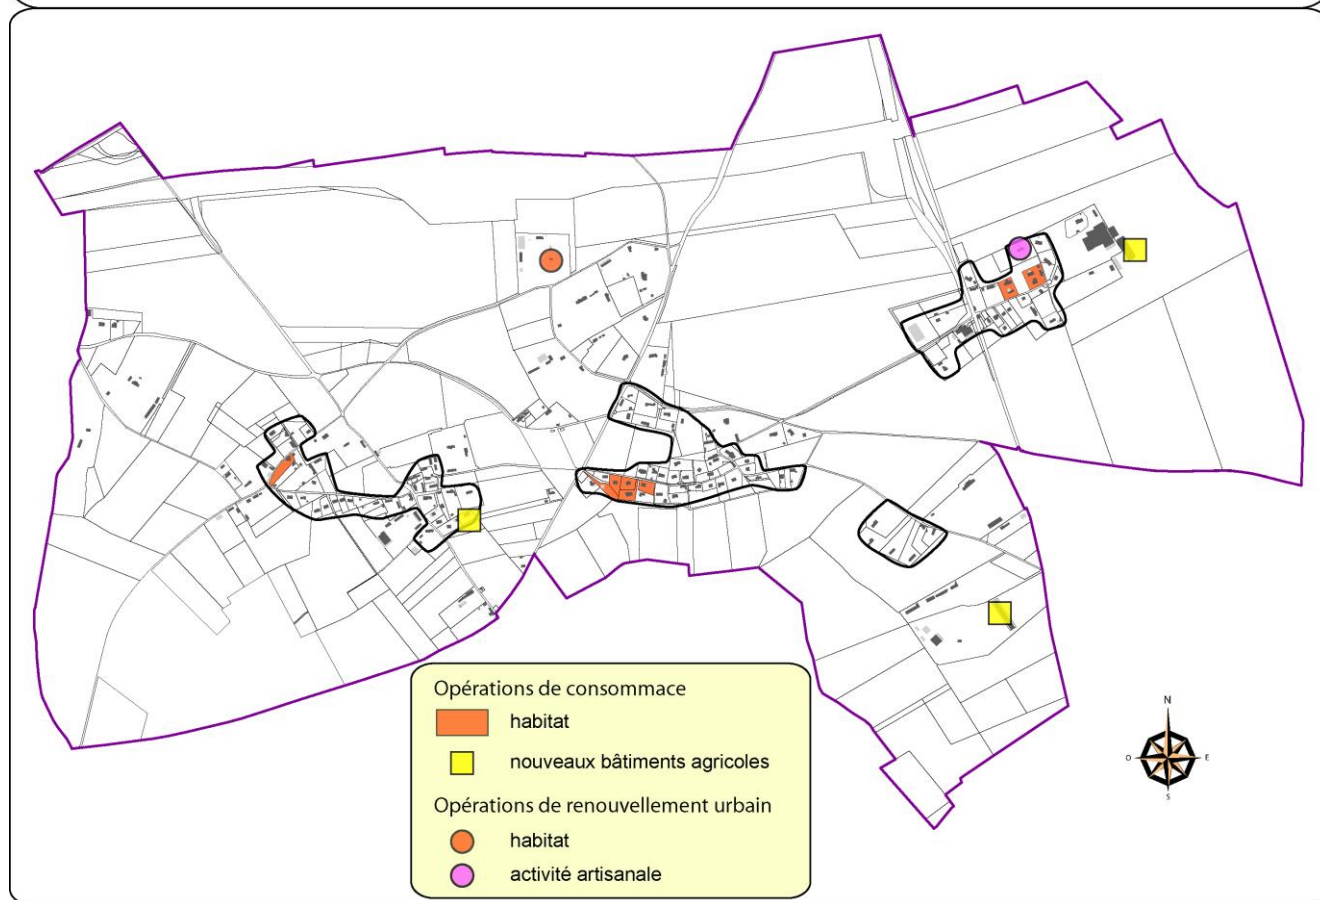 Opérations de consommace
habitat
nouveaux bâtiments agricoles
Opérations de renouvellement urbain
habitat
activité artisanale
N
O E
S